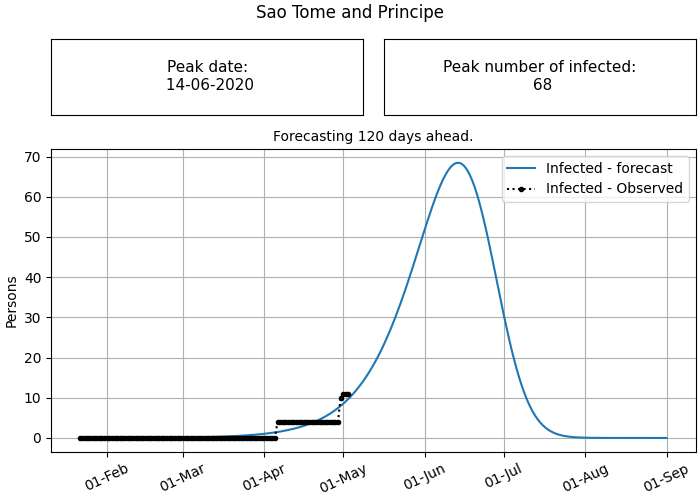 Sao Tome and Principe
Peak date:
14-06-2020
Peak number of infected:
68
Forecasting 120 days ahead.
Infected - forecast
Infected - Observed
Persons
70
60
50
40
30
20
10
0
01-Feb
01-Mar
01-Apr
01-May
01-Jun
01-Jul
01-Aug
01-Sep